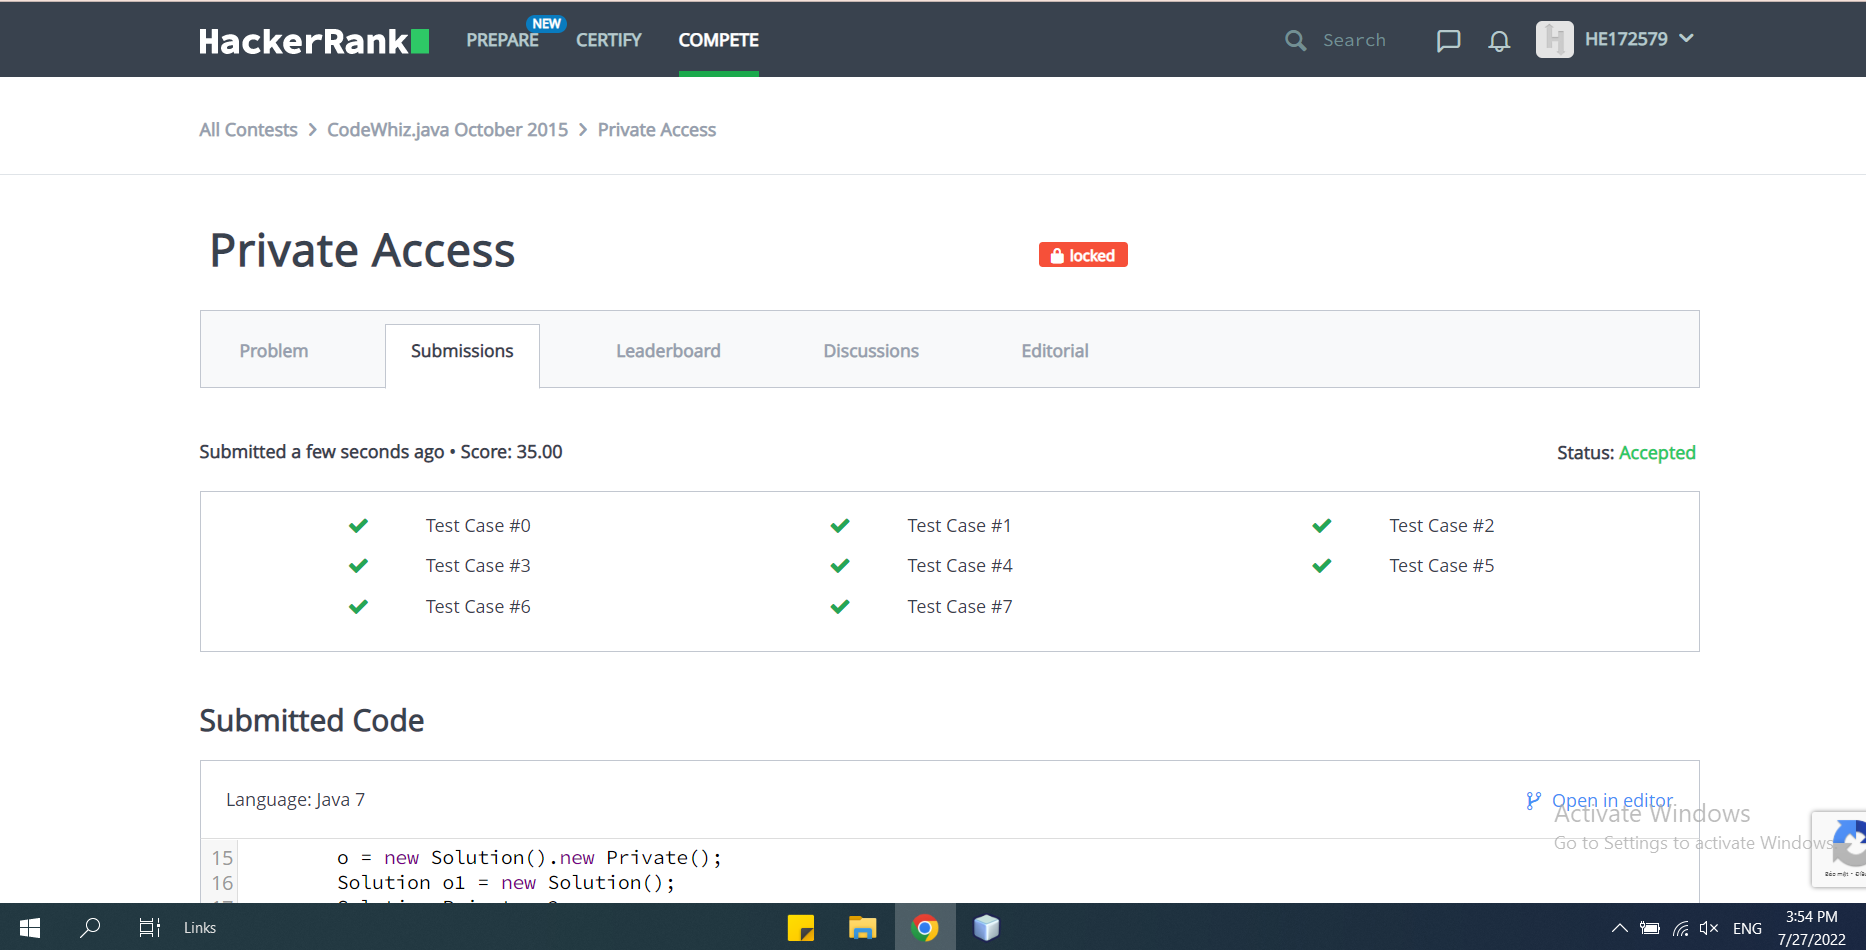 HackerRank
PREPARE
NEW
CERTIFY
COMPETE
Search
HE172579
All Contests > CodeWhiz.java October 2015 > Private Access
Private Access
locked
Problem
Submissions
Leaderboard
Discussions
Editorial
Submitted a few seconds ago • Score: 35.00
Status: Accepted
Test Case #0
Test Case #1
Test Case #2
Test Case #3
Test Case #4
Test Case #5
Test Case #6
Test Case #7
Submitted Code
Language: Java 7
Open in editor
Activate Windows
Go to Settings to activate Windows
15 o = new Solution().new Private();
16 Solution o1 = new Solution();
Links
ENG
3:54 PM
7/27/2022